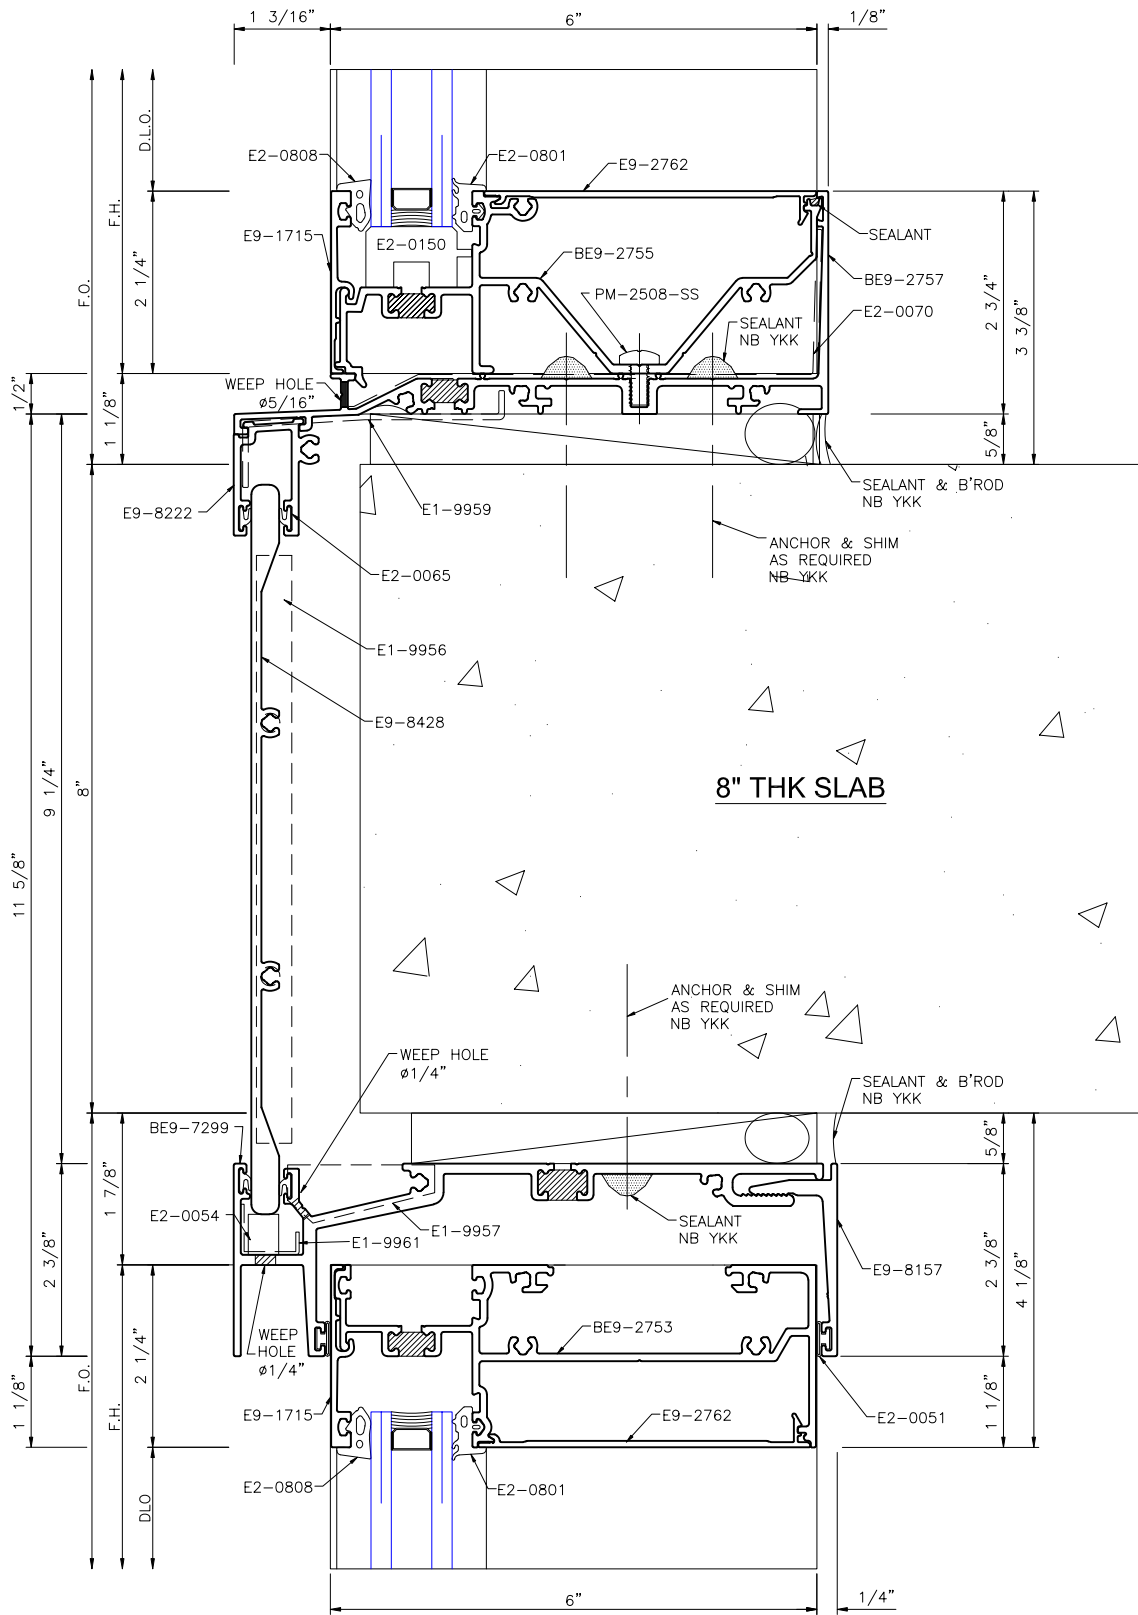 1 3/16"
6"
1/8"
D.L.O.
F.H.
F.O.
E2-0808
E2-0801
E9-2762
SEALANT
E9-1715
E2-0150
BE9-2755
BE9-2757
2 1/4"
PM-2508-SS
2 3/4"
3 3/8"
E2-0070
SEALANT
NB YKK
WEEP HOLE
ø5/16"
1/2"
1 1/8"
5/8"
SEALANT & B'ROD
NB YKK
E9-8222
E1-9959
ANCHOR & SHIM
AS REQUIRED
NB YKK
E2-0065
E1-9956
E9-8428
9 1/4"
8"
8" THK SLAB
11 5/8"
ANCHOR & SHIM
AS REQUIRED
NB YKK
WEEP HOLE
ø1/4"
SEALANT & B'ROD
NB YKK
BE9-7299
5/8"
1 7/8"
E2-0054
E1-9961
E1-9957
SEALANT
NB YKK
E9-8157
2 3/8"
2 3/8"
4 1/8"
WEEP
HOLE
ø1/4"
BE9-2753
2 1/4"
F.O.
F.H.
1 1/8"
E9-1715
E9-2762
E2-0051
1 1/8"
E2-0808
E2-0801
DLO
6"
1/4"